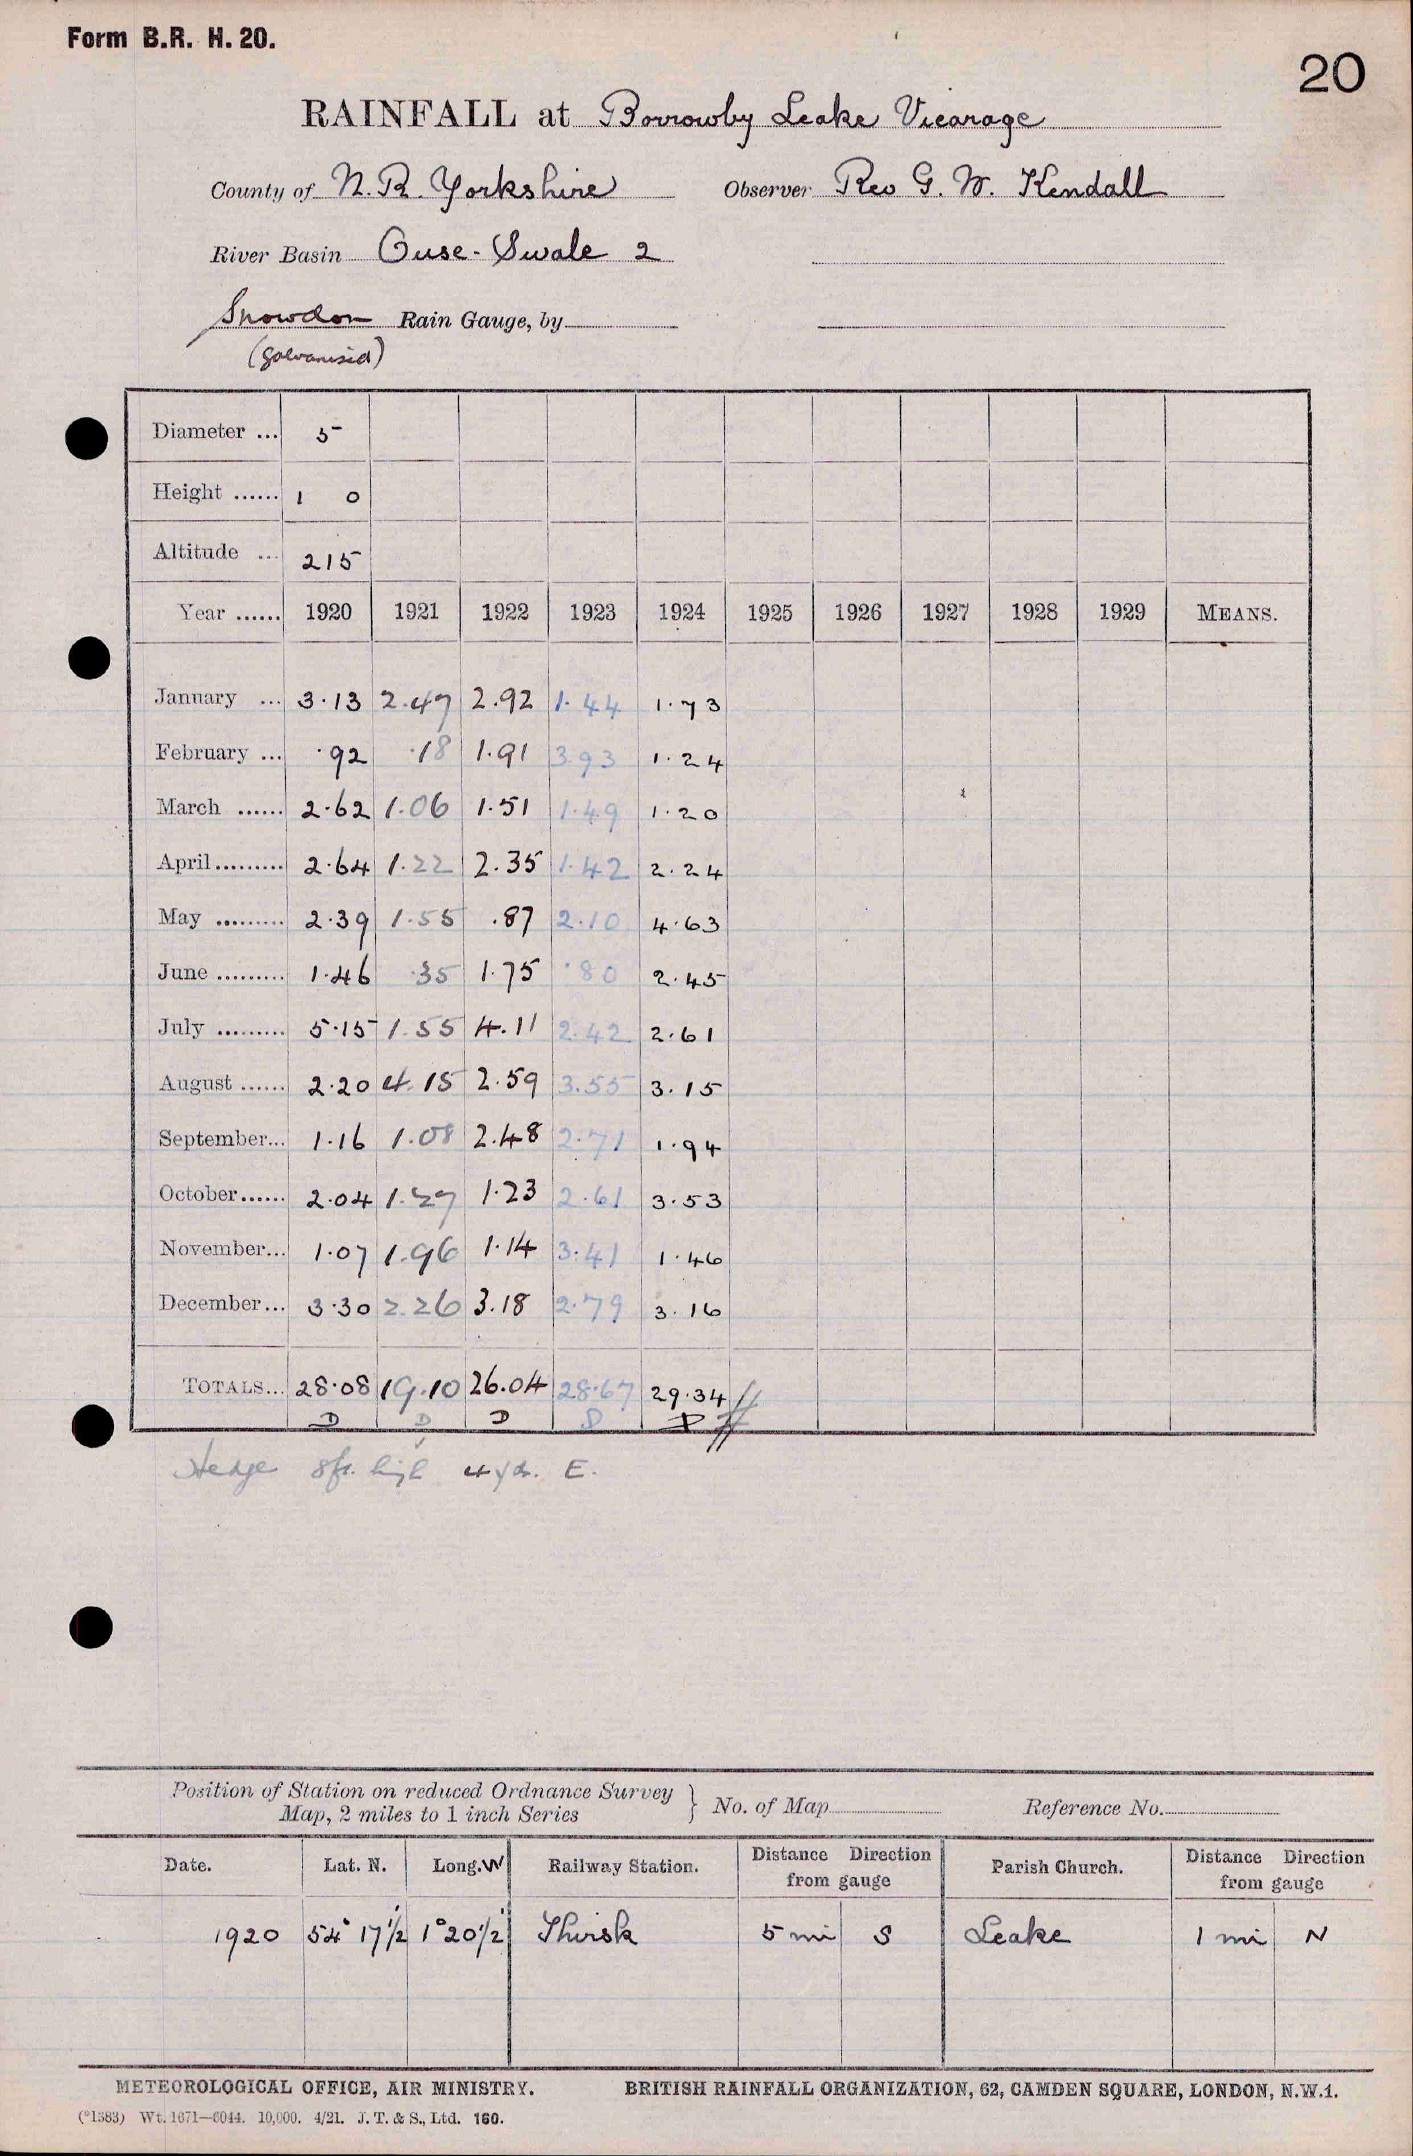 Form B.R. H. 20.
20
RAINFALL at Borrowby Leake Vicarage
County of N. R. Yorkshire Observer Rev G. W. Kendall
River Basin Ouse - Swale 2
Snowdon Rain Gauge, by
(galvanised)
Diameter ... 5
Height ...... 1 0
Altitude ... 215
Year ...... 1920 1921 1922 1923 1924 1925 1926 1927 1928 1929 MEANS.
January ... 3.13 2.47 2.92 1.44 1.73
February ... .92 .18 1.91 3.93 1.24
March ...... 2.62 1.06 1.51 1.49 1.20
April ......... 2.64 1.22 2.35 1.42 2.24
May ......... 2.39 1.55 .87 2.10 4.63
June ......... 1.46 .35 1.75 .80 2.45
July ......... 5.15 1.55 4.11 2.42 2.61
August ...... 2.20 4.15 2.59 3.55 3.15
September... 1.16 1.08 2.48 2.71 1.94
October...... 2.04 1.27 1.23 2.61 3.53
November... 1.07 1.96 1.14 3.41 1.46
December... 3.30 2.26 3.18 2.79 3.16
TOTALS... 28.08 19.10 26.04 28.67 29.34
D D D D D
Hedge 8ft. high 4 yds. E.
Position of Station on reduced Ordnance Survey
Map, 2 miles to 1 inch Series } No. of Map Reference No.
Date. Lat. N. Long. W Railway Station. Distance Direction from gauge Parish Church. Distance Direction from gauge
1920 54° 17½' 1° 20½' Thirsk 5 mi S Leake 1 mi N
METEOROLOGICAL OFFICE, AIR MINISTRY. BRITISH RAINFALL ORGANIZATION, 62, CAMDEN SQUARE, LONDON, N.W.1.
(*1383) Wt. 1671—6044. 10,000. 4/21. J. T. & S., Ltd. 160.